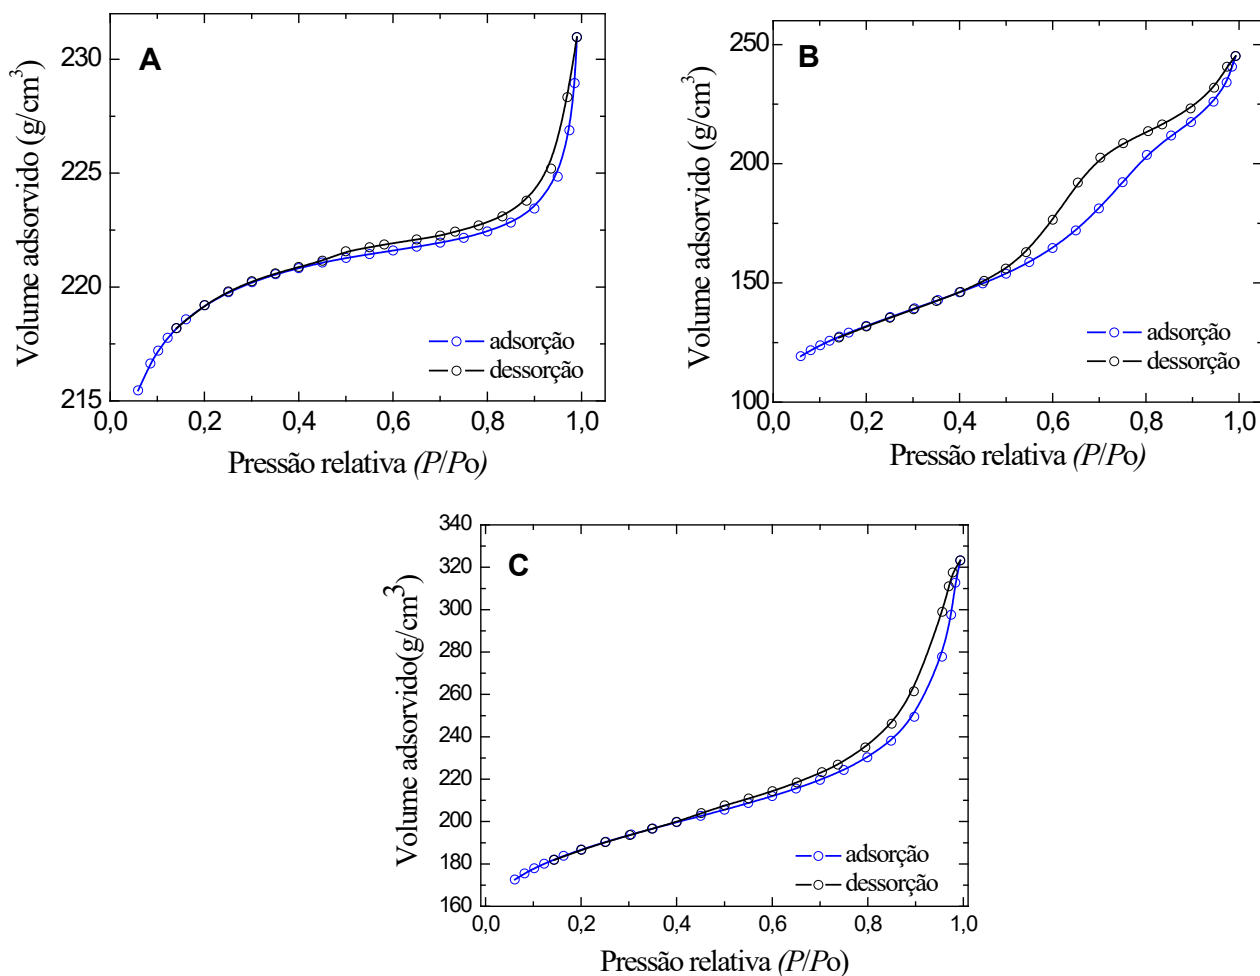 A
Volume adsorvido (g/cm³)
230
225
220
215
0,0 0,2 0,4 0,6 0,8 1,0
adsorção
dessorção
Pressão relativa (P/Po)
B
Volume adsorvido (g/cm³)
250
200
150
100
0,0 0,2 0,4 0,6 0,8 1,0
adsorção
dessorção
Pressão relativa (P/Po)
C
Volume adsorvido(g/cm³)
340
320
300
280
260
240
220
200
180
160
0,0 0,2 0,4 0,6 0,8 1,0
adsorção
dessorção
Pressão relativa (P/Po)